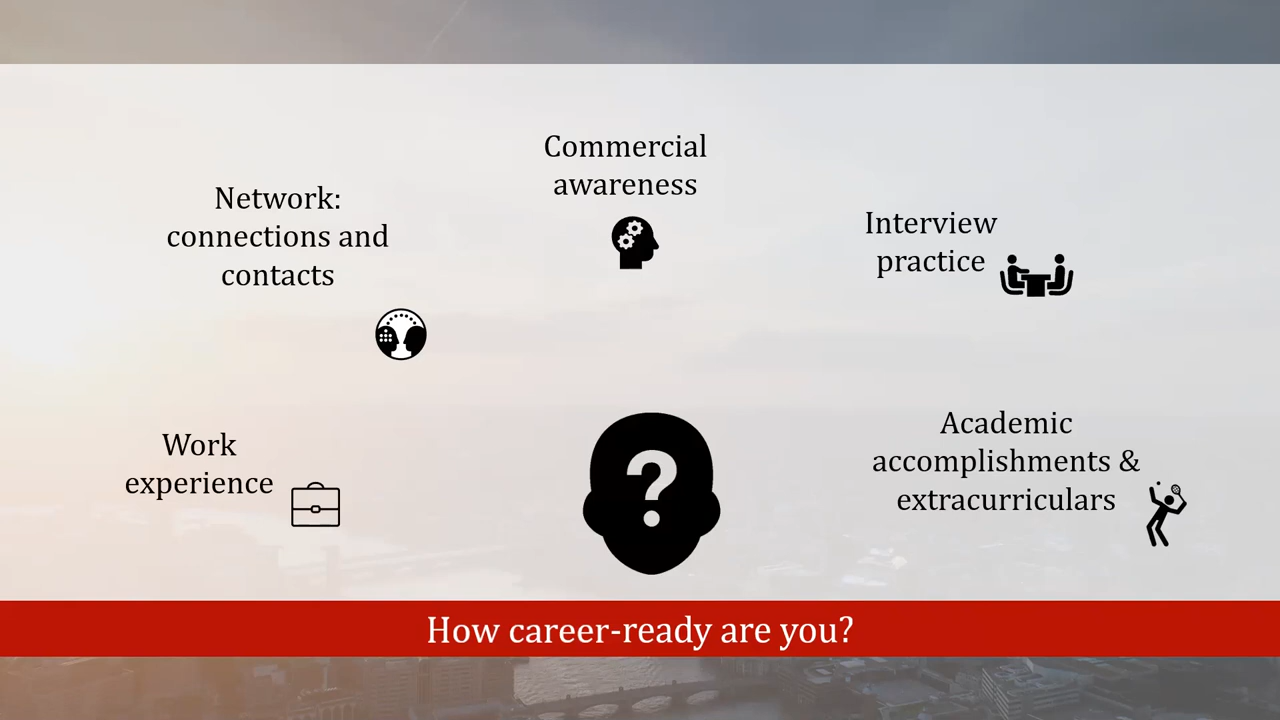 Commercial
awareness
Network:
connections and
contacts
Interview
practice
Work
experience
Academic
accomplishments &
extracurriculars
?
How career-ready are you?